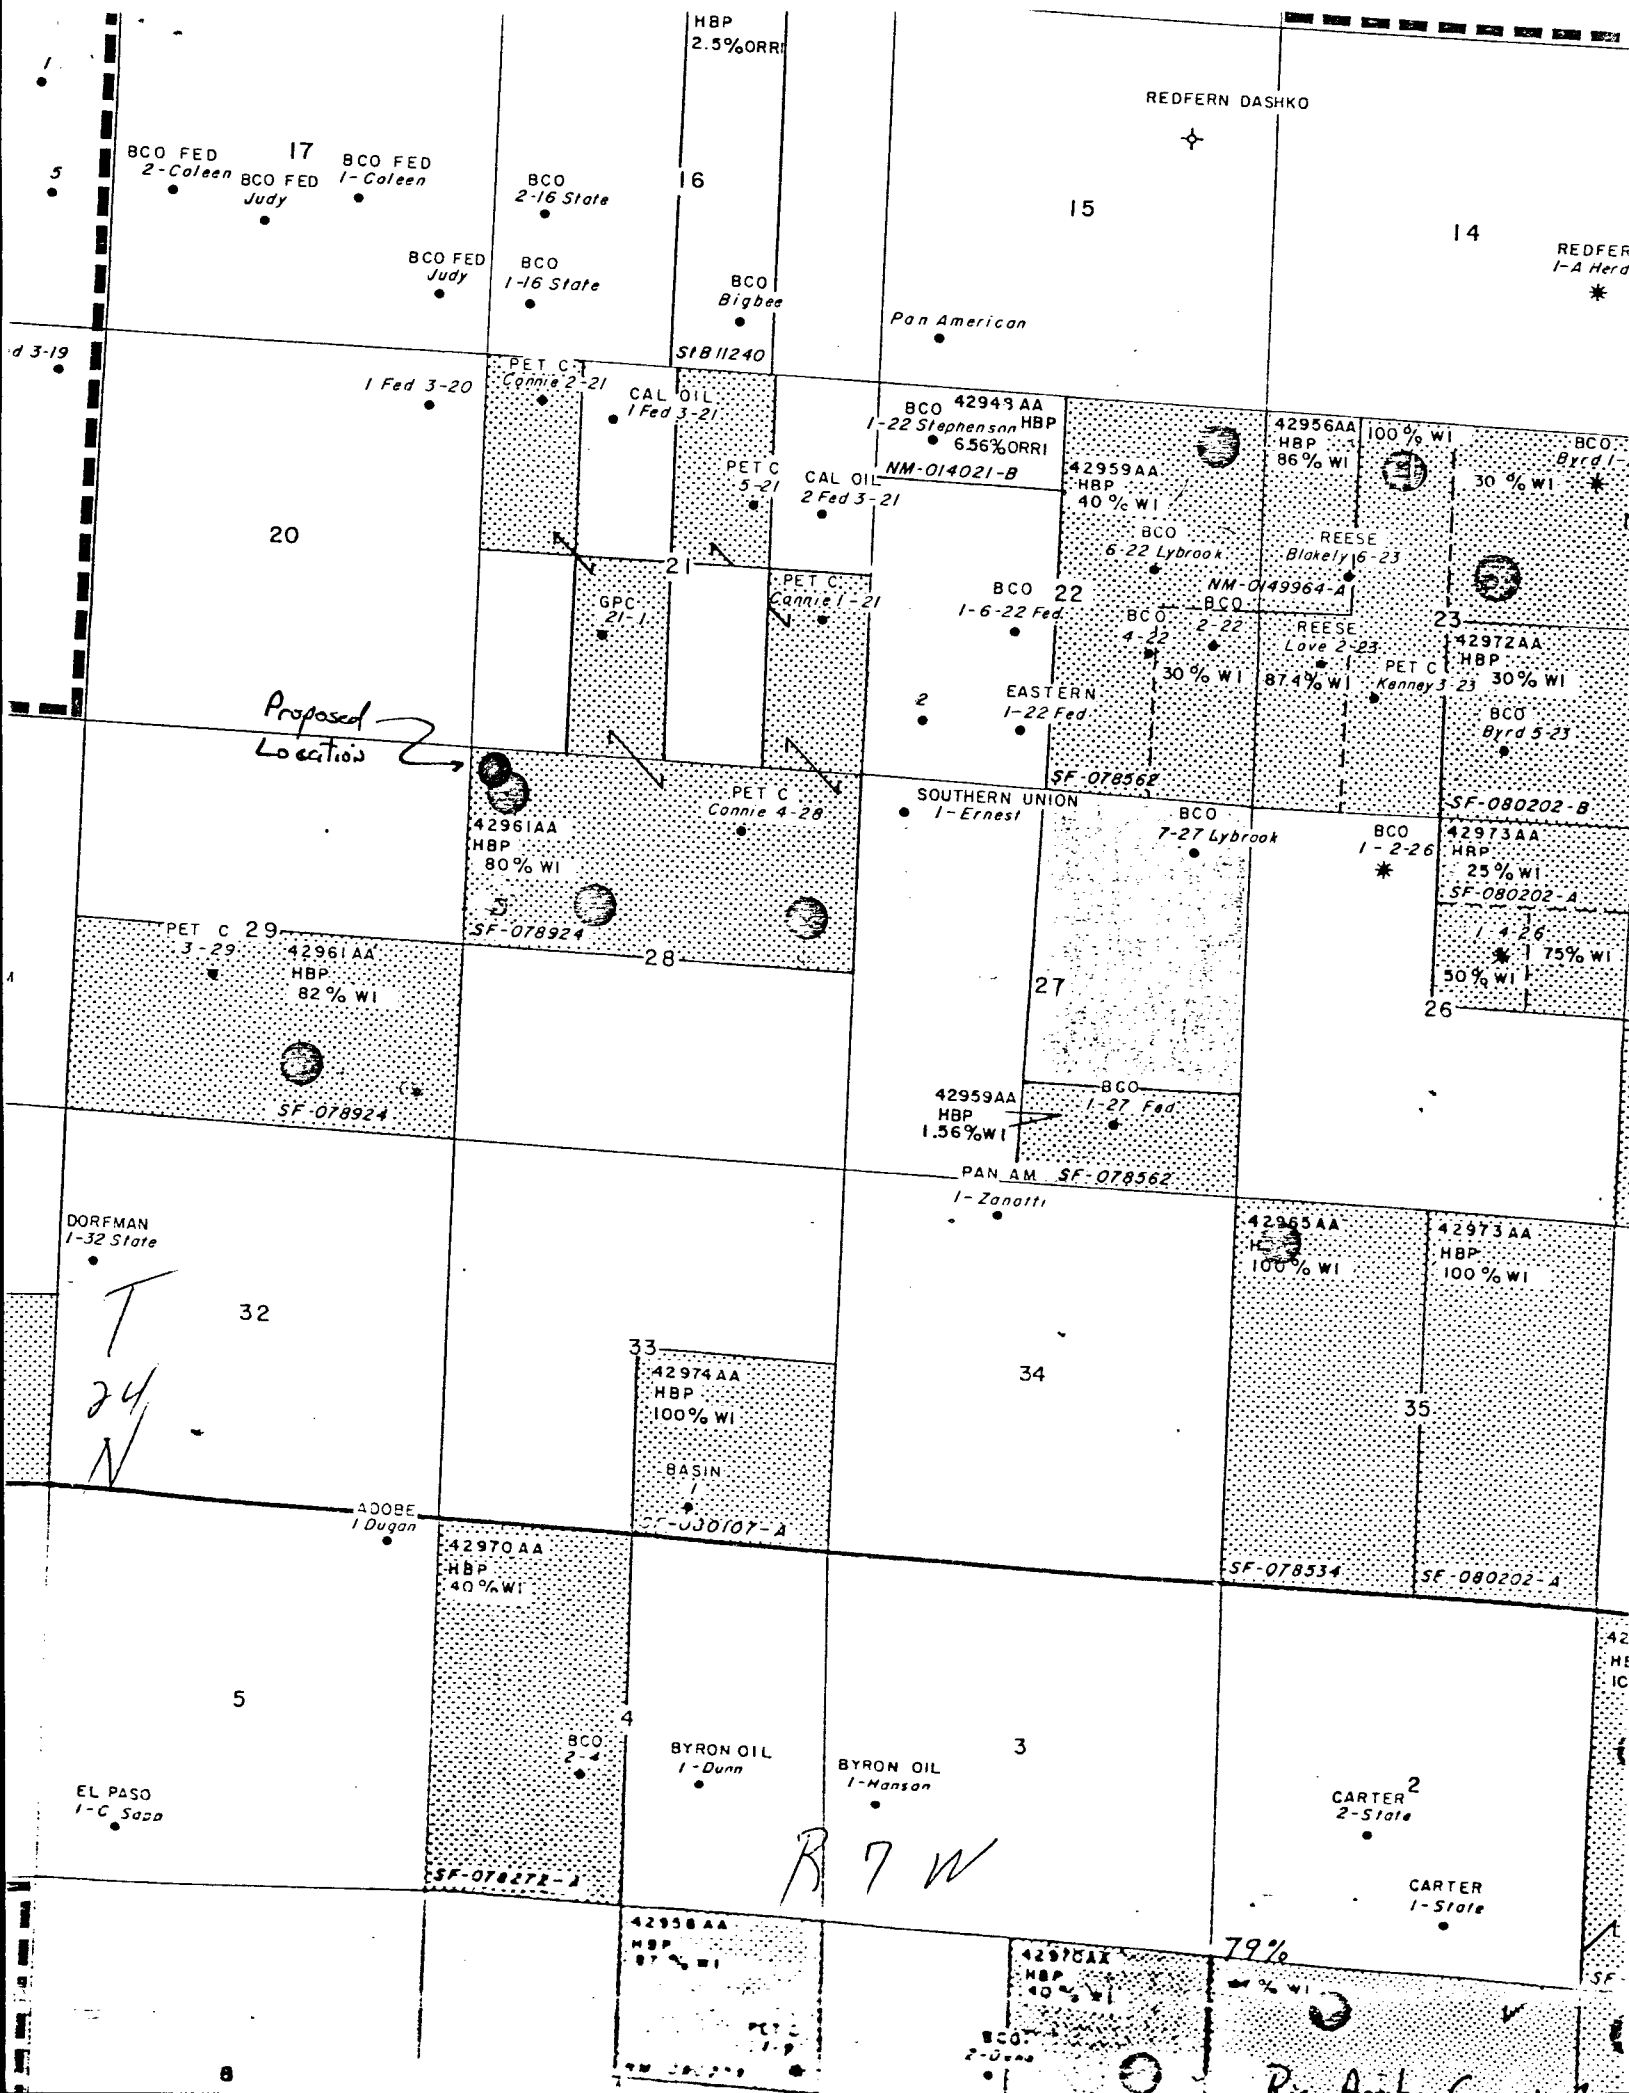 HBP
2.5%ORRI
REDFERN DASHKO
1
17
BCO FED
2-Coleen
BCO FED
Judy
BCO FED
1-Coleen
5
BCO
2-16 State
16
15
14
REDFER
1-A Herd
BCO FED
Judy
BCO
1-16 State
BCO
Bigbee
Pan American
StB11240
d 3-19
1 Fed 3-20
PET C
Connie 2-21
CAL OIL
1 Fed 3-21
BCO
1-22 Stephenson
42943 AA
HBP
6.56%ORRI
NM-014021-B
42956AA
HBP
86% WI
100% WI
BCO
Byrd 1-
30% WI
PET C
5-21
CAL OIL
2 Fed 3-21
42959AA
HBP
40% WI
20
BCO
6-22 Lybrook
REESE
Blakely 6-23
NM-0149964-A
21
GPC
21-1
PET C
Connie 1-21
BCO
1-6-22 Fed
22
BCO
4-22
BCO
2-22
30% WI
REESE
Love 2-23
87.4% WI
23
42972AA
HBP
30% WI
PET C
Kenney 3-23
BCO
Byrd 5-23
2
EASTERN
1-22 Fed
SF-078562
SF-080202-B
Proposed
Location
42961AA
HBP
80% WI
PET C
Connie 4-28
SOUTHERN UNION
1-Ernest
BCO
7-27 Lybrook
BCO
1-2-26
42973AA
HBP
25% WI
SF-080202-A
SF-078924
28
1-4-26
75% WI
50% WI
PET C
3-29
29
42961AA
HBP
82% WI
27
26
SF-078924
42959AA
HBP
1.56%WI
BCO
1-27 Fed
PAN AM
1-Zanotti
SF-078562
DORFMAN
1-32 State
42965AA
100% WI
42973AA
HBP
100% WI
T
24
N
32
33
42974AA
HBP
100% WI
34
35
BASIN
1
ADOBE
1 Dugan
SF-078534
SF-080202-A
42970AA
HBP
40% WI
42
5
4
3
2
BCO
2-4
BYRON OIL
1-Dunn
BYRON OIL
1-Hanson
CARTER
2-State
EL PASO
R 7 W
CARTER
1-State
42958AA
HBP
42970AA
HBP
40% WI
79%
% WI
SF
8
BCO